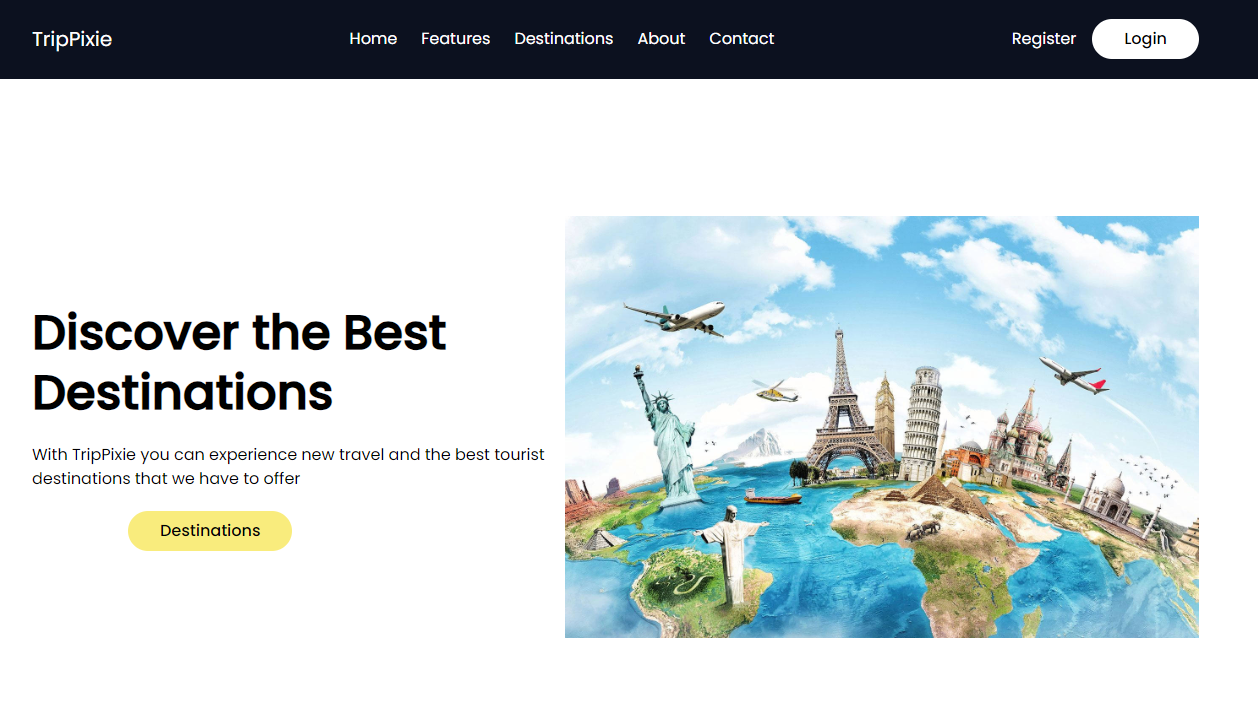 TripPixie
Home Features Destinations About Contact
Register Login
Discover the Best
Destinations
With TripPixie you can experience new travel and the best tourist
destinations that we have to offer
Destinations